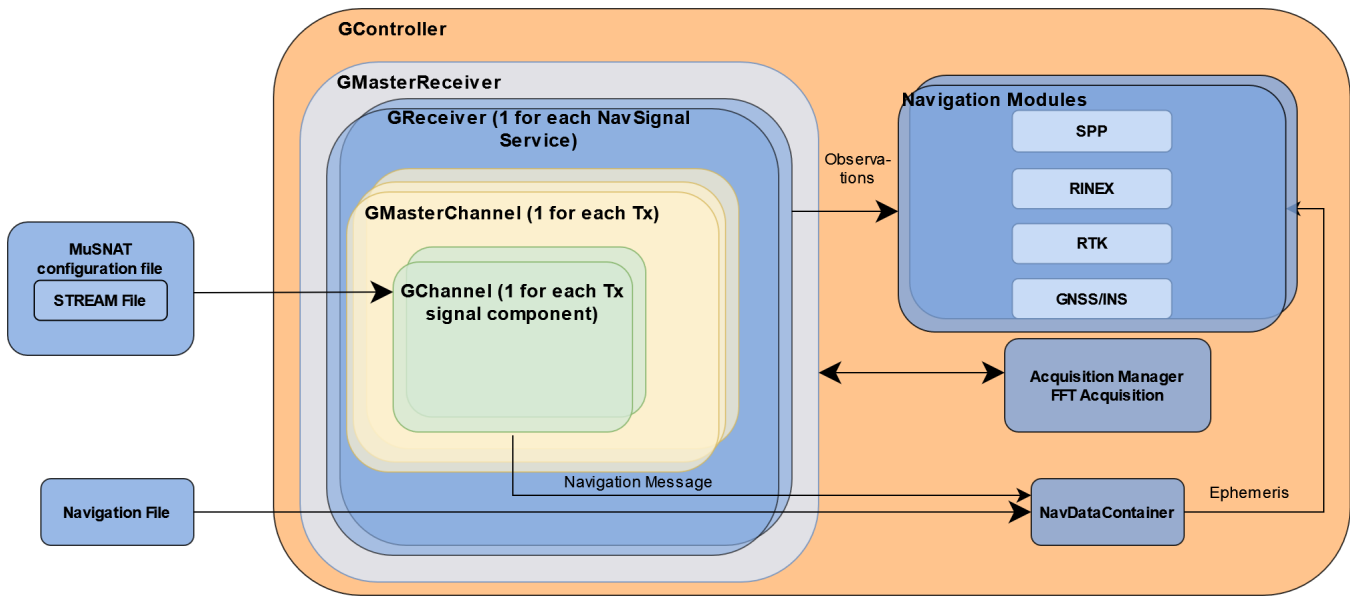 GController
GMasterReceiver
GReceiver (1 for each NavSignal
Service)
GMasterChannel (1 for each Tx)
GChannel (1 for each Tx
signal component)
MuSNAT
configuration file
STREAM File
Navigation File
Observa-
tions
Navigation Modules
SPP
RINEX
RTK
GNSS/INS
Acquisition Manager
FFT Acquisition
Navigation Message
NavDataContainer
Ephemeris